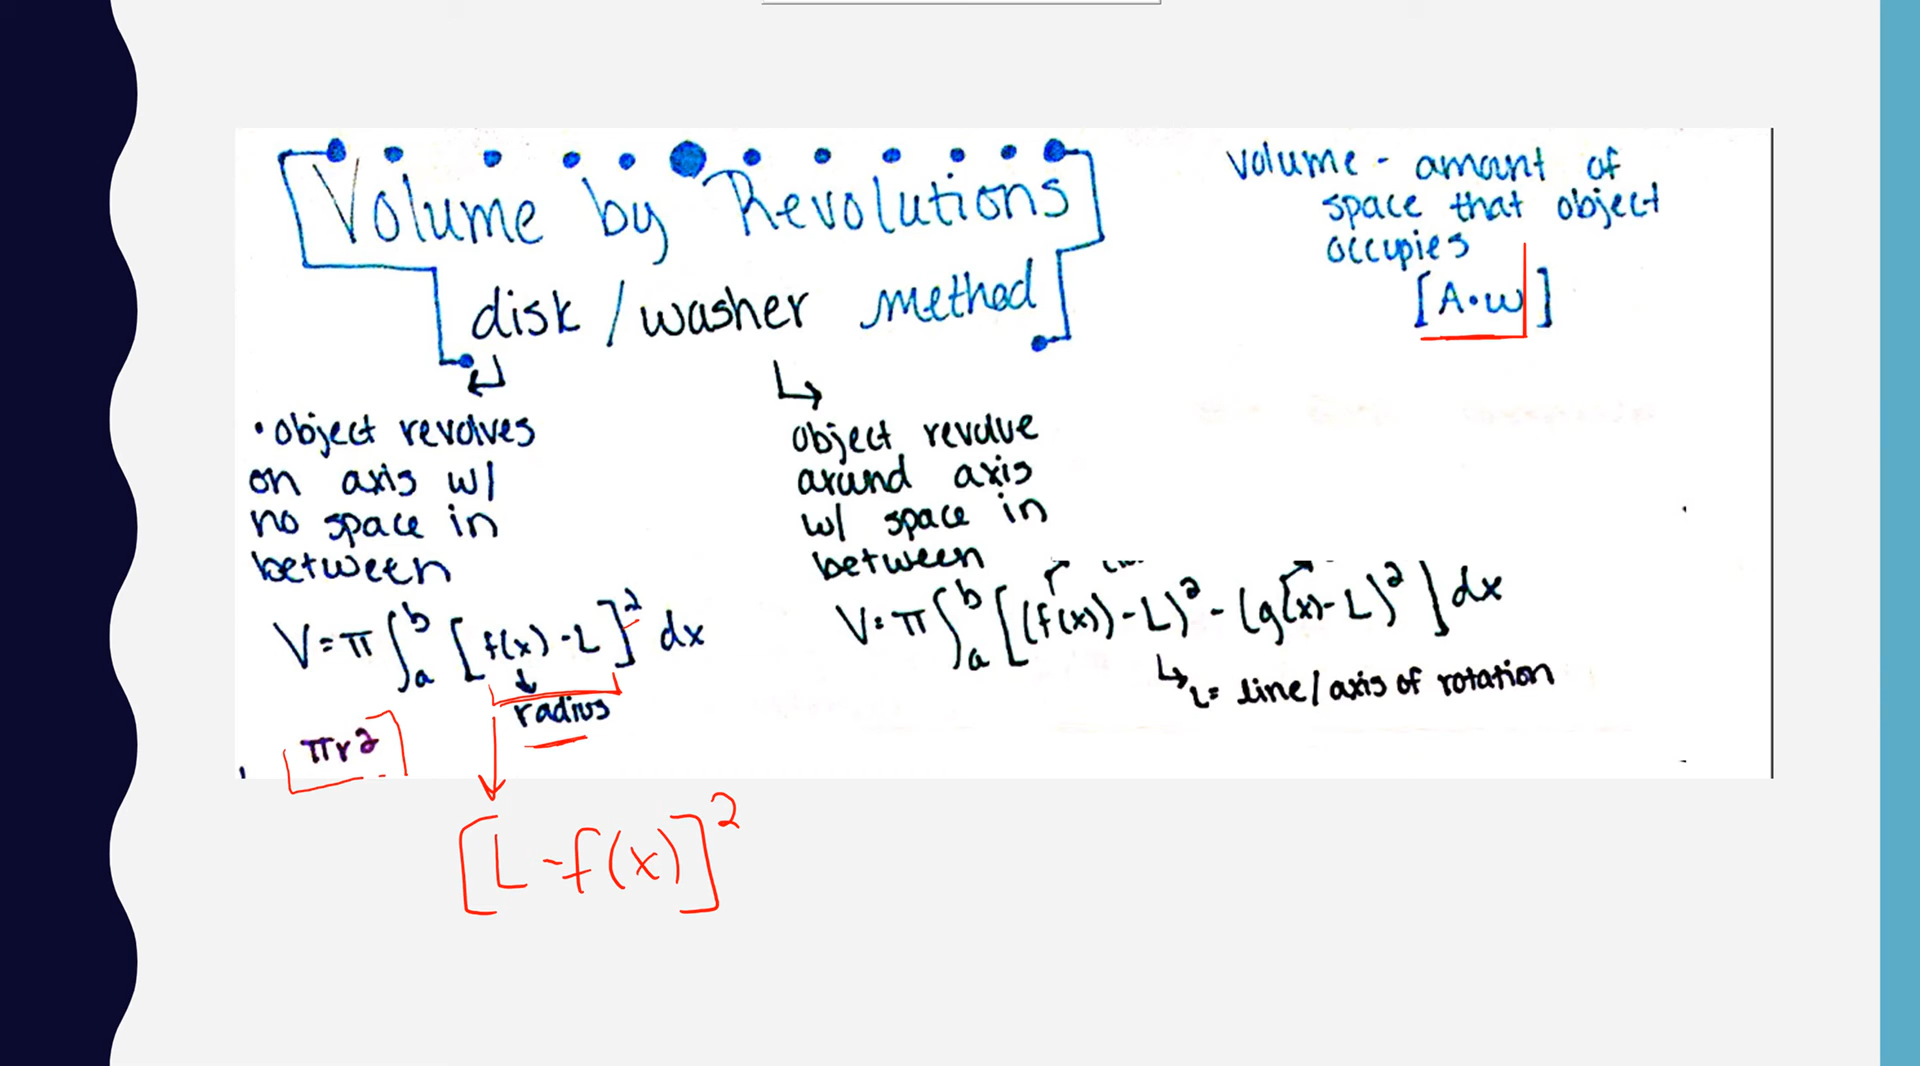 Volume by Revolutions
disk / washer method
volume - amount of
space that object
occupies
[A·w]
• object revolves
on axis w/
no space in
between
V = π ∫ₐᵇ [f(x) - L]² dx
radius
πr2
[L - f(x)]²
object revolve
around axis
w/ space in
between
V = π ∫ₐᵇ [(f(x)) - L)² - (g(x) - L)²] dx
L = line / axis of rotation